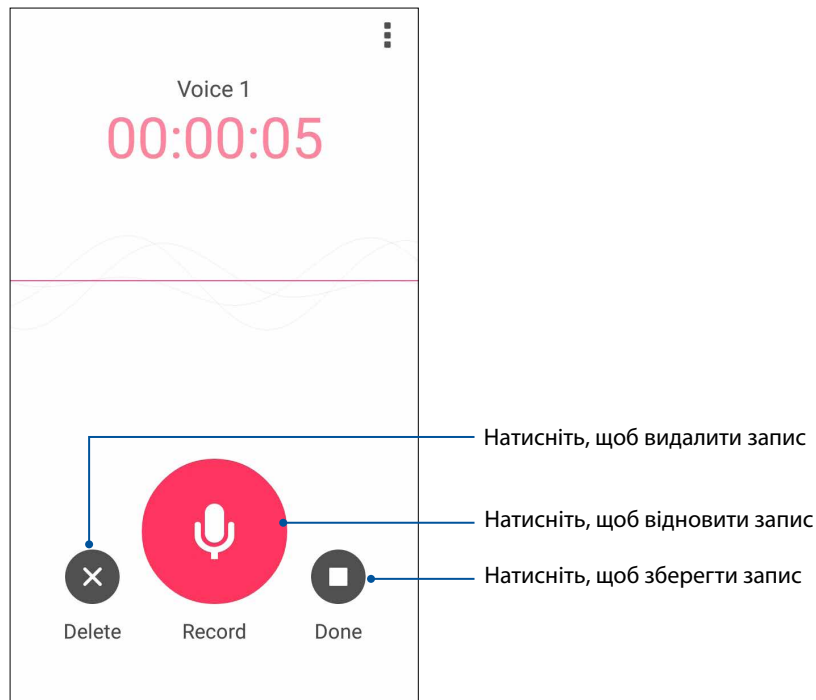 Voice 1
00:00:05
Натисніть, щоб видалити запис
Натисніть, щоб відновити запис
Натисніть, щоб зберегти запис
Delete
Record
Done